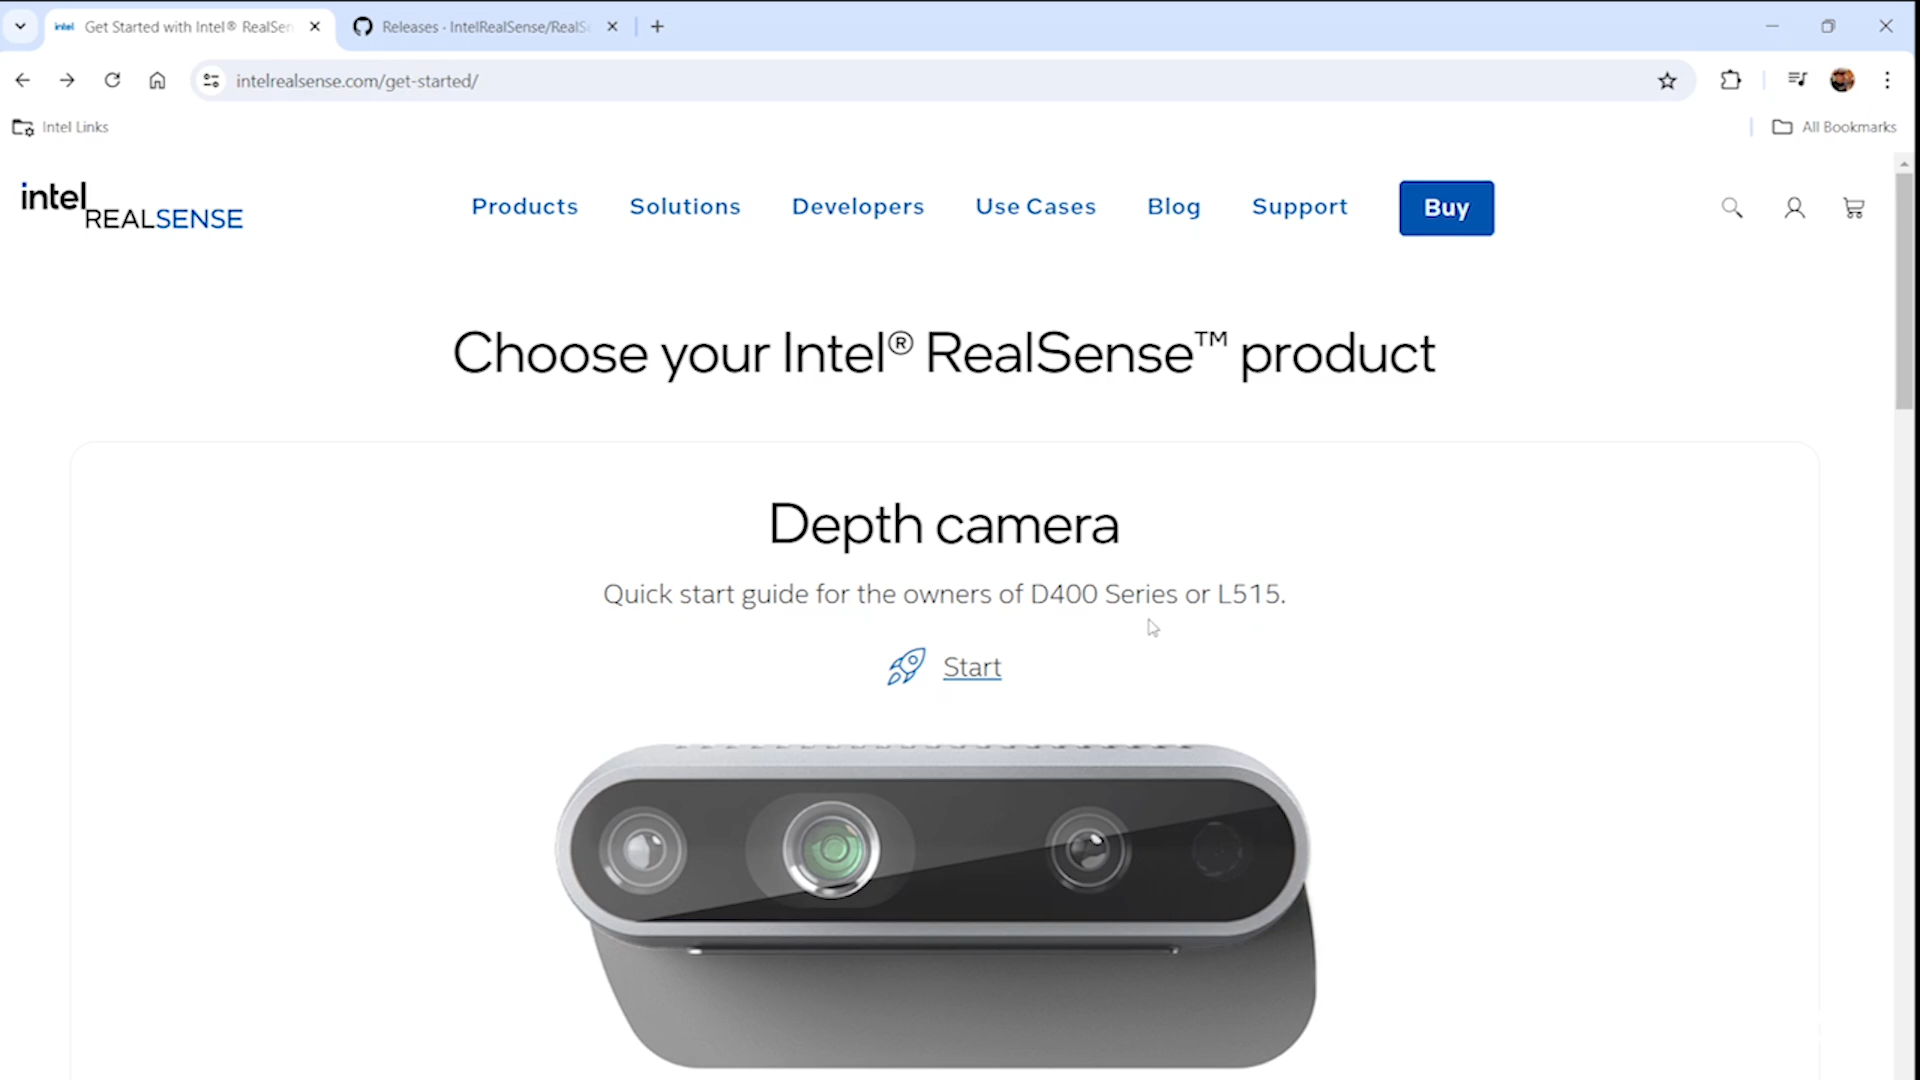 intel Get Started with Intel® RealSen
Releases · IntelRealSense/RealS
intelrealsense.com/get-started/
Intel Links
All Bookmarks
intel
REALSENSE
Products Solutions Developers Use Cases Blog Support Buy
Choose your Intel® RealSense™ product
Depth camera
Quick start guide for the owners of D400 Series or L515.
Start